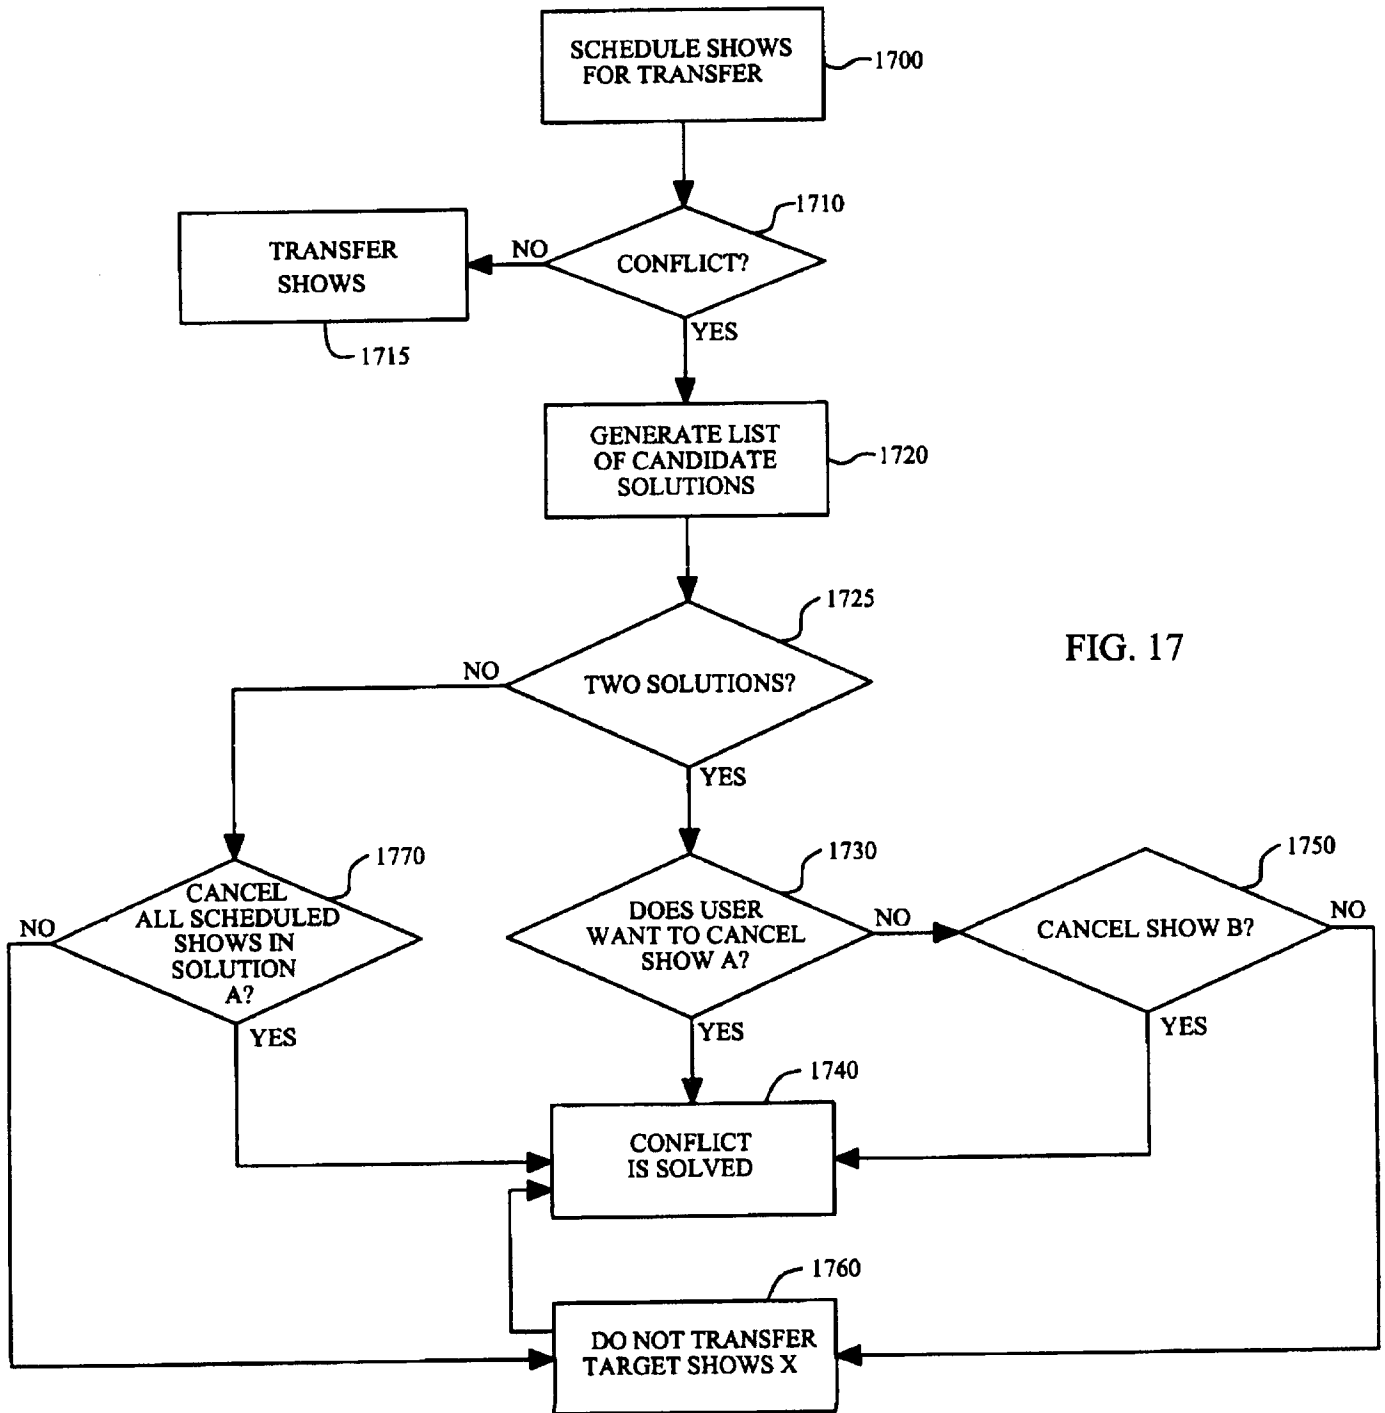 SCHEDULE SHOWS
FOR TRANSFER
1700
1710
CONFLICT?
NO
TRANSFER
SHOWS
1715
YES
GENERATE LIST
OF CANDIDATE
SOLUTIONS
1720
1725
TWO SOLUTIONS?
NO
YES
FIG. 17
1770
CANCEL
ALL SCHEDULED
SHOWS IN
SOLUTION
A?
NO
YES
1730
DOES USER
WANT TO CANCEL
SHOW A?
NO
YES
1750
CANCEL SHOW B?
NO
YES
1740
CONFLICT
IS SOLVED
1760
DO NOT TRANSFER
TARGET SHOWS X